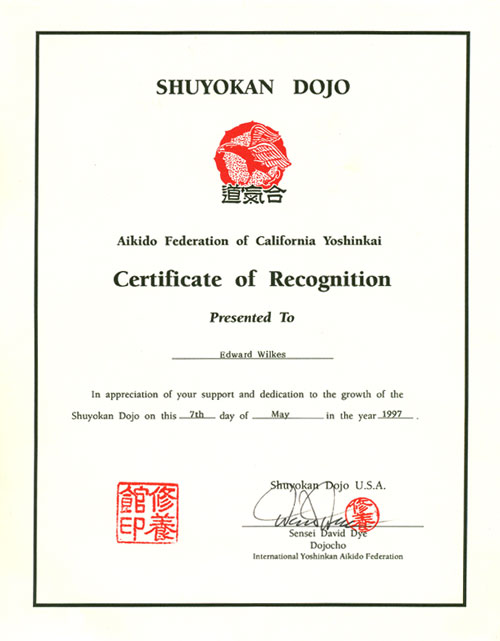 SHUYOKAN DOJO
道氣合
Aikido Federation of California Yoshinkai
Certificate of Recognition
Presented To
Edward Wilkes
In appreciation of your support and dedication to the growth of the
Shuyokan Dojo on this 7th day of May in the year 1997.
修養
館印
Shuyokan Dojo U.S.A.
修養
Sensei David Dye
Dojocho
International Yoshinkan Aikido Federation